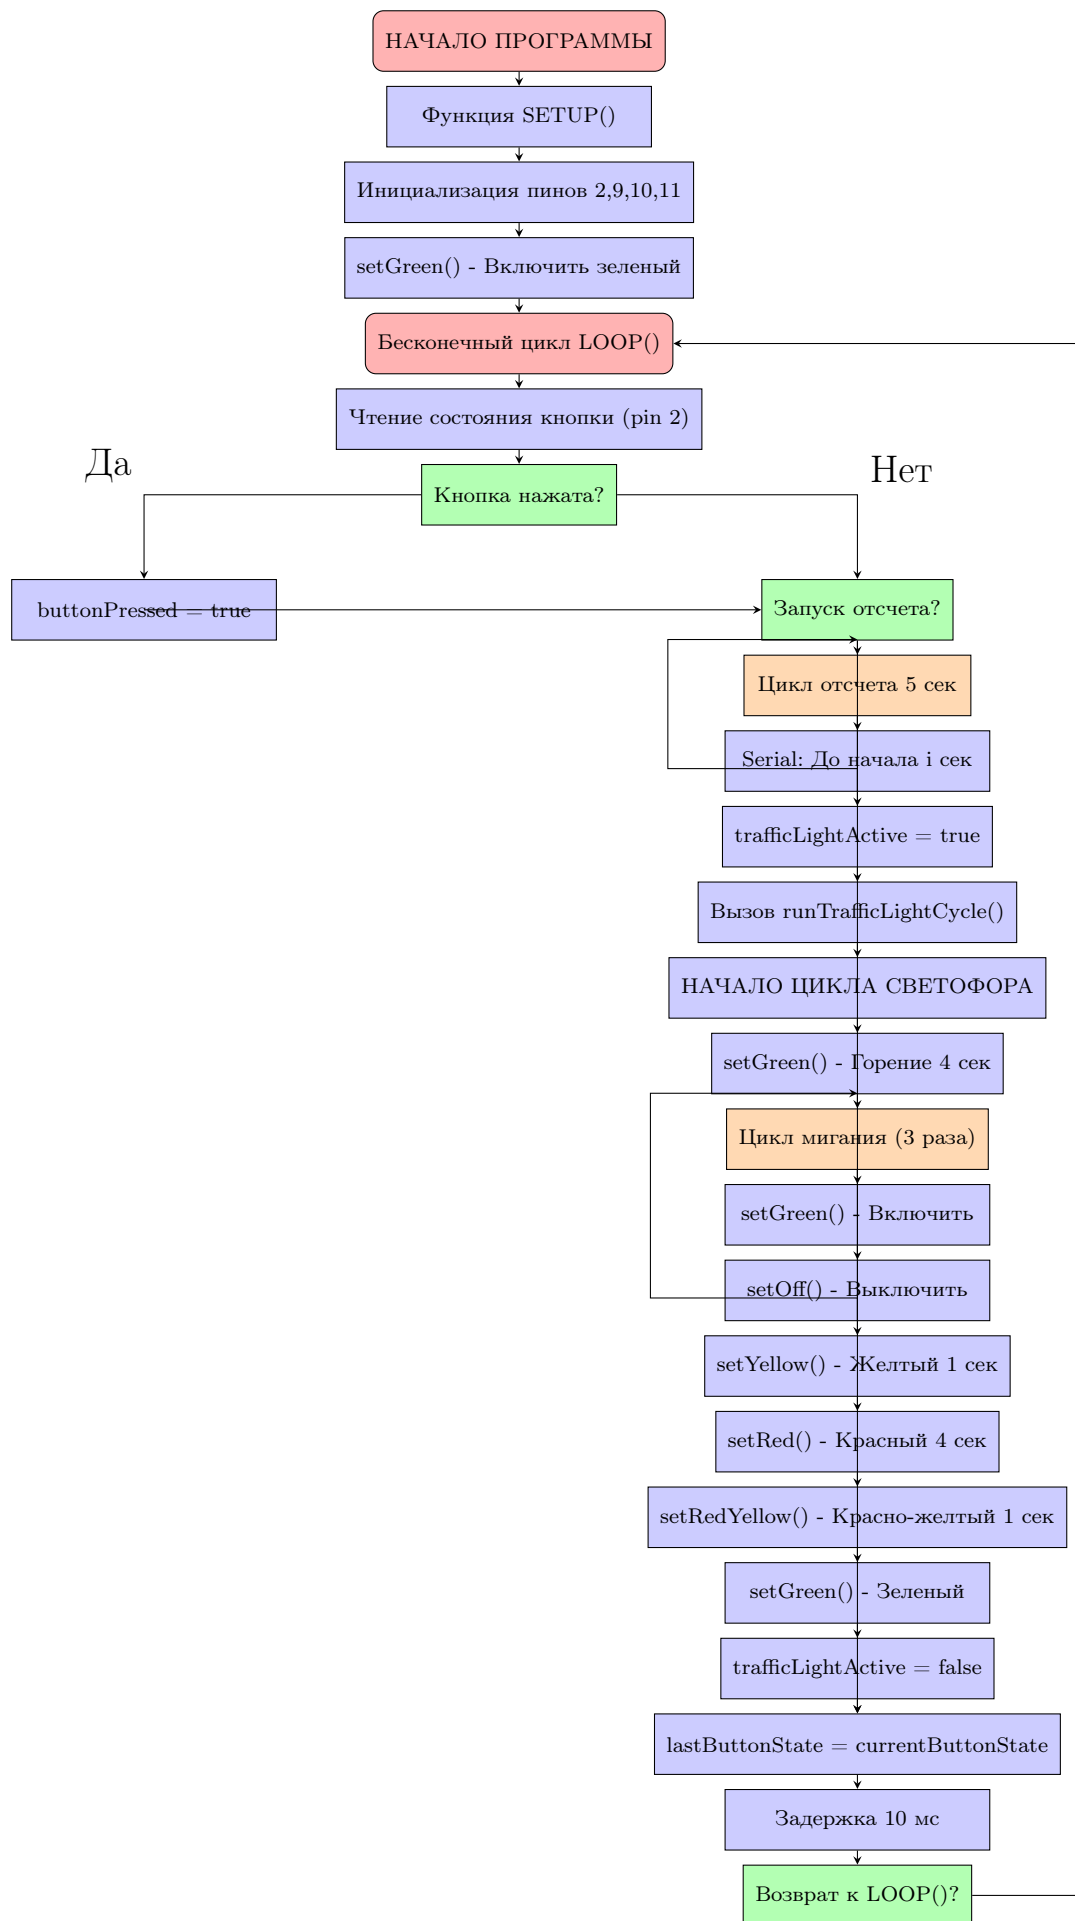 НАЧАЛО ПРОГРАММЫ
Функция SETUP()
Инициализация пинов 2,9,10,11
setGreen() - Включить зеленый
Бесконечный цикл LOOP()
Чтение состояния кнопки (pin 2)
Да
Нет
Кнопка нажата?
buttonPressed = true
Запуск отсчета?
Цикл отсчета 5 сек
Serial: До начала i сек
trafficLightActive = true
Вызов runTrafficLightCycle()
НАЧАЛО ЦИКЛА СВЕТОФОРА
setGreen() - Горение 4 сек
Цикл мигания (3 раза)
setGreen() - Включить
setOff() - Выключить
setYellow() - Желтый 1 сек
setRed() - Красный 4 сек
setRedYellow() - Красно-желтый 1 сек
setGreen() - Зеленый
trafficLightActive = false
lastButtonState = currentButtonState
Задержка 10 мс
Возврат к LOOP()?